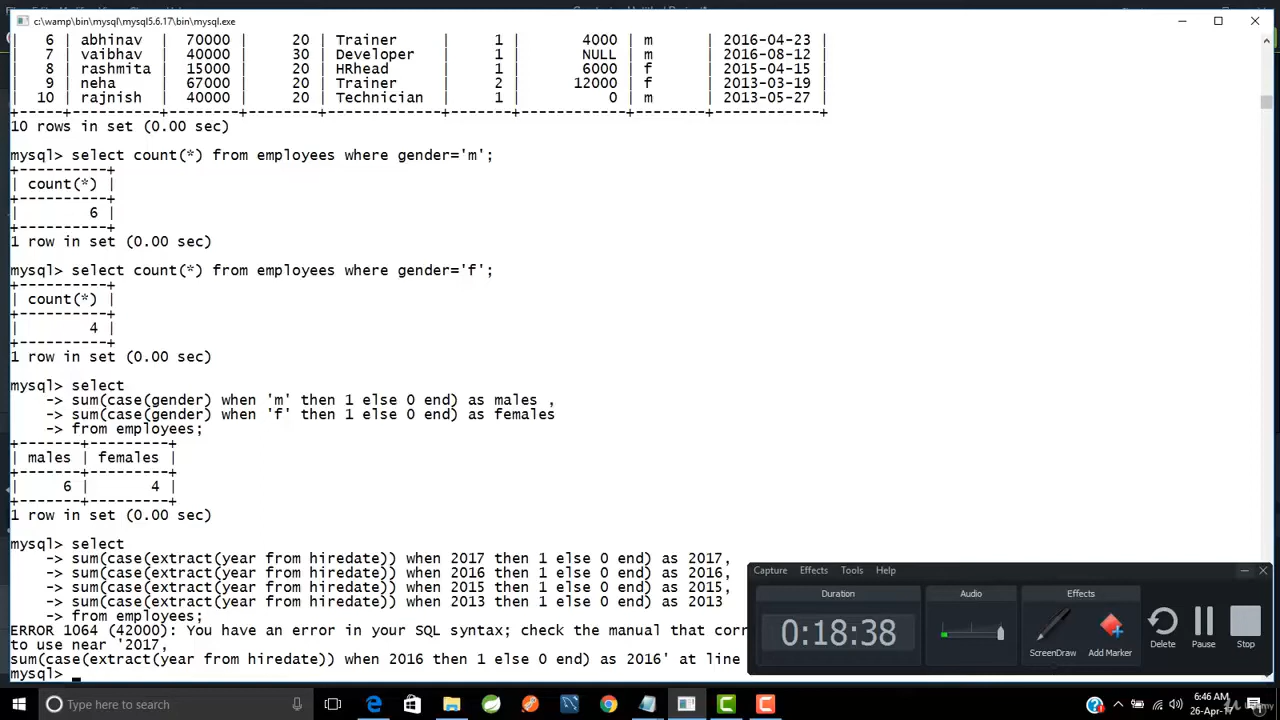 c:\wamp\bin\mysql\mysql5.6.17\bin\mysql.exe
| 6 | abhinav | 70000 | 20 | Trainer | 1 | 4000 | m | 2016-04-23 |
| 7 | vaibhav | 40000 | 30 | Developer | 1 | NULL | m | 2016-08-12 |
| 8 | rashmita | 15000 | 20 | HRhead | 1 | 6000 | f | 2015-04-15 |
| 9 | neha | 67000 | 20 | Trainer | 2 | 12000 | f | 2013-03-19 |
| 10 | rajnish | 40000 | 20 | Technician | 1 | 0 | m | 2013-05-27 |
10 rows in set (0.00 sec)
mysql> select count(*) from employees where gender='m';
| count(*) |
| 6 |
1 row in set (0.00 sec)
mysql> select count(*) from employees where gender='f';
| count(*) |
| 4 |
1 row in set (0.00 sec)
mysql> select
-> sum(case(gender) when 'm' then 1 else 0 end) as males ,
-> sum(case(gender) when 'f' then 1 else 0 end) as females
-> from employees;
| males | females |
| 6 | 4 |
1 row in set (0.00 sec)
mysql> select
-> sum(case(extract(year from hiredate)) when 2017 then 1 else 0 end) as 2017,
-> sum(case(extract(year from hiredate)) when 2016 then 1 else 0 end) as 2016,
-> sum(case(extract(year from hiredate)) when 2015 then 1 else 0 end) as 2015,
-> sum(case(extract(year from hiredate)) when 2013 then 1 else 0 end) as 2013
-> from employees;
ERROR 1064 (42000): You have an error in your SQL syntax; check the manual that corr
to use near '2017,
sum(case(extract(year from hiredate)) when 2016 then 1 else 0 end) as 2016' at line
mysql>
Capture Effects Tools Help
Duration Audio Effects
0:18:38
ScreenDraw Add Marker Delete Pause Stop
Type here to search
6:46 AM
26-Apr-17